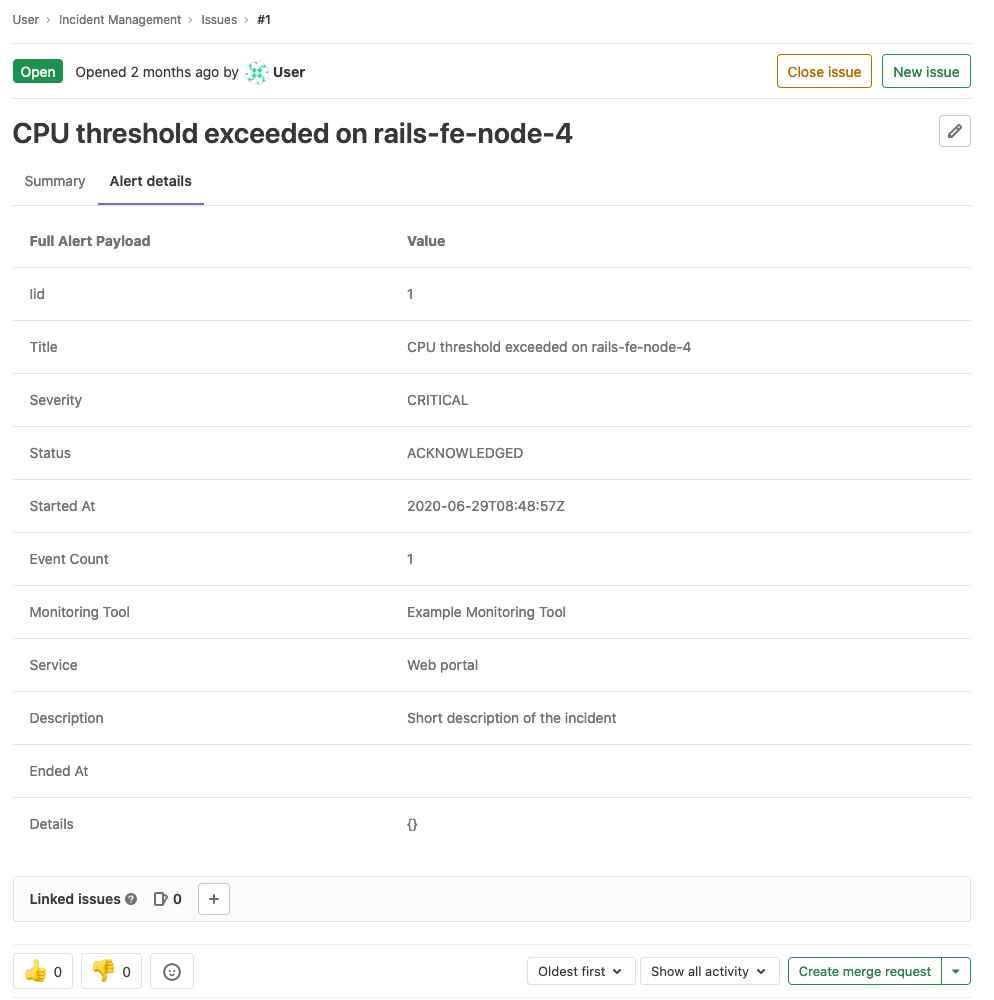 User › Incident Management › Issues › #1
Open Opened 2 months ago by User Close issue New issue
CPU threshold exceeded on rails-fe-node-4
Summary Alert details
Full Alert Payload Value
Iid 1
Title CPU threshold exceeded on rails-fe-node-4
Severity CRITICAL
Status ACKNOWLEDGED
Started At 2020-06-29T08:48:57Z
Event Count 1
Monitoring Tool Example Monitoring Tool
Service Web portal
Description Short description of the incident
Ended At
Details {}
Linked issues ? 0 +
👍 0 👎 0 Oldest first Show all activity Create merge request